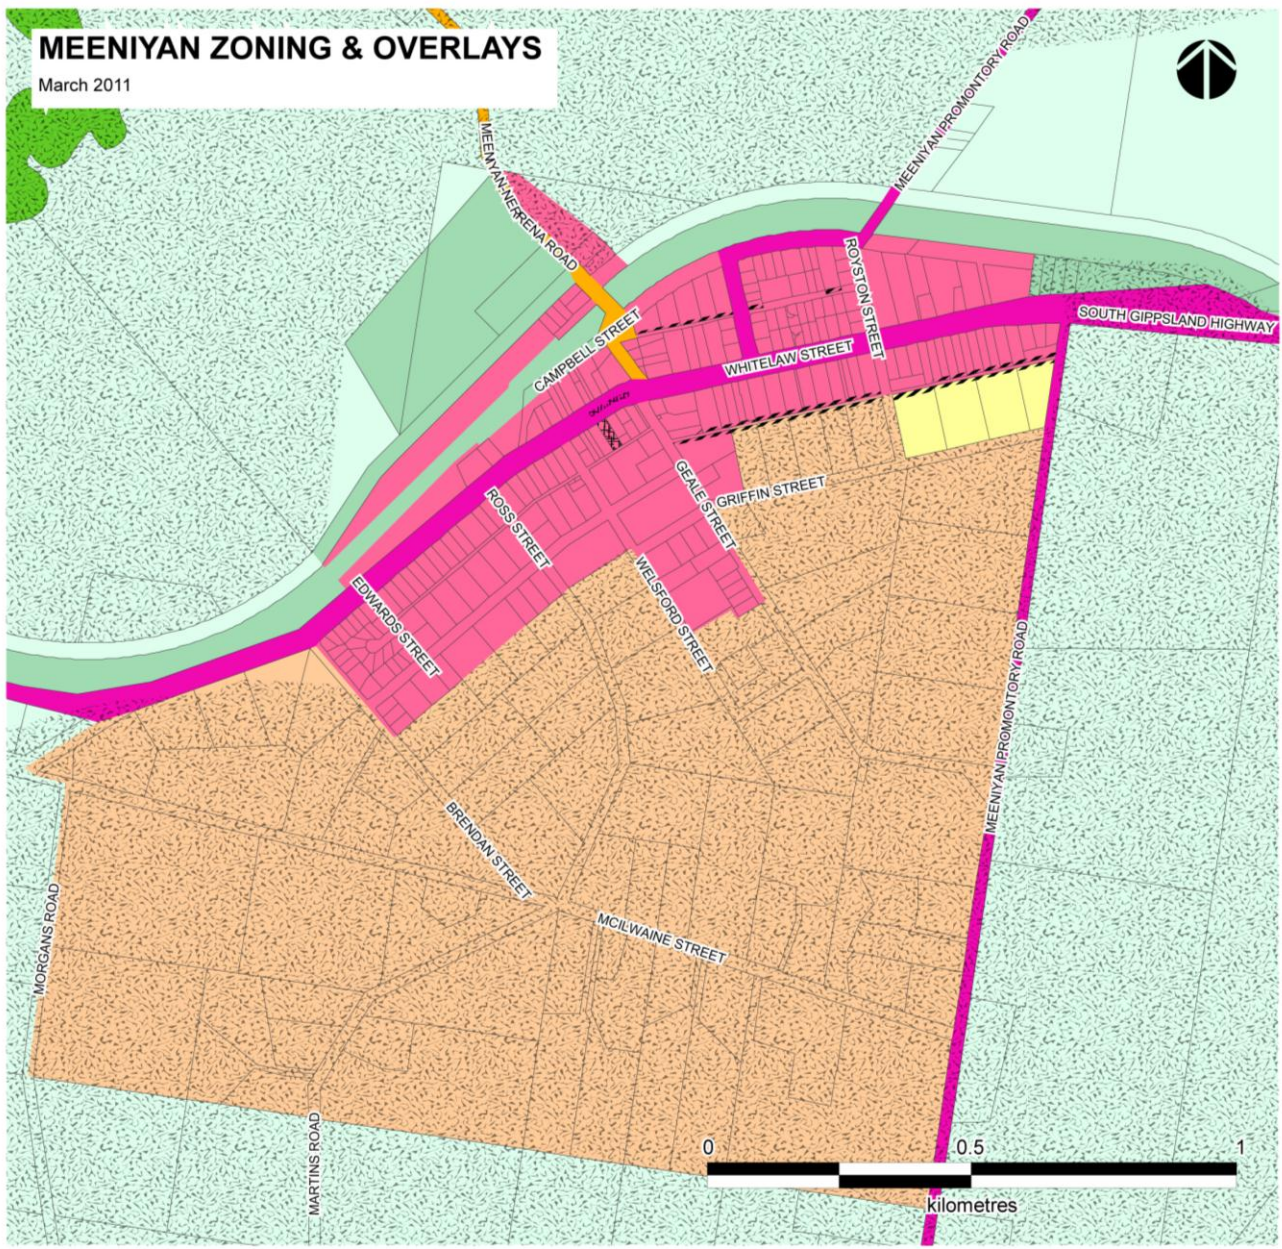 MEENIYAN ZONING & OVERLAYS
March 2011
MEENIYAN PROMONTORY ROAD
MEENIYAN-NERRENA ROAD
ROYSTON STREET
SOUTH GIPPSLAND HIGHWAY
CAMPBELL STREET
WHITELAW STREET
GEALE STREET
GRIFFIN STREET
ROSS STREET
WELSFORD STREET
EDWARDS STREET
MEENIYAN PROMONTORY ROAD
BRENDAN STREET
MCILWAINE STREET
MORGANS ROAD
MARTINS ROAD
0 0.5 1
kilometres